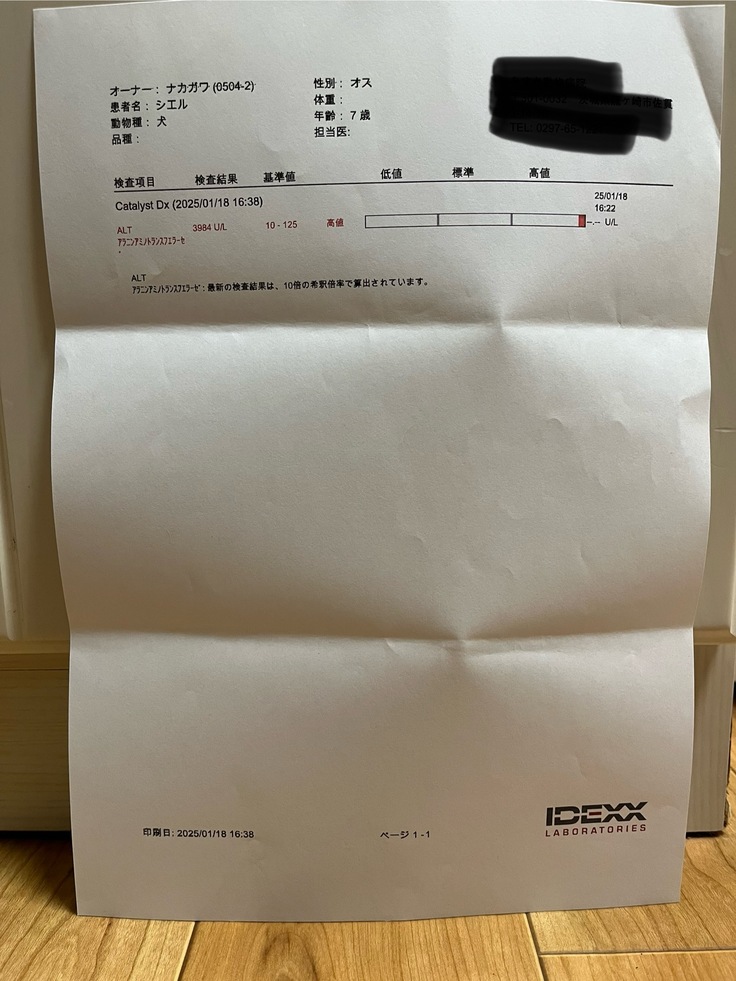 オーナー： ナカガワ (0504-2)
患者名： シエル
動物種： 犬
品種：
性別： オス
体重：
年齢： 7 歳
担当医:
TEL: 0297-65-
検査項目 検査結果 基準値 低値 標準 高値
Catalyst Dx (2025/01/18 16:38)
25/01/18
16:22
ALT 3984 U/L 10 - 125 高値 --.-- U/L
アラニンアミノトランスフエラーセ
゛
ALT
アラニンアミノトランスフエラーゼ：最新の検査結果は、10倍の希釈倍率で算出されています。
印刷日: 2025/01/18 16:38
ページ 1 -1
IDEXX
LABORATORIES